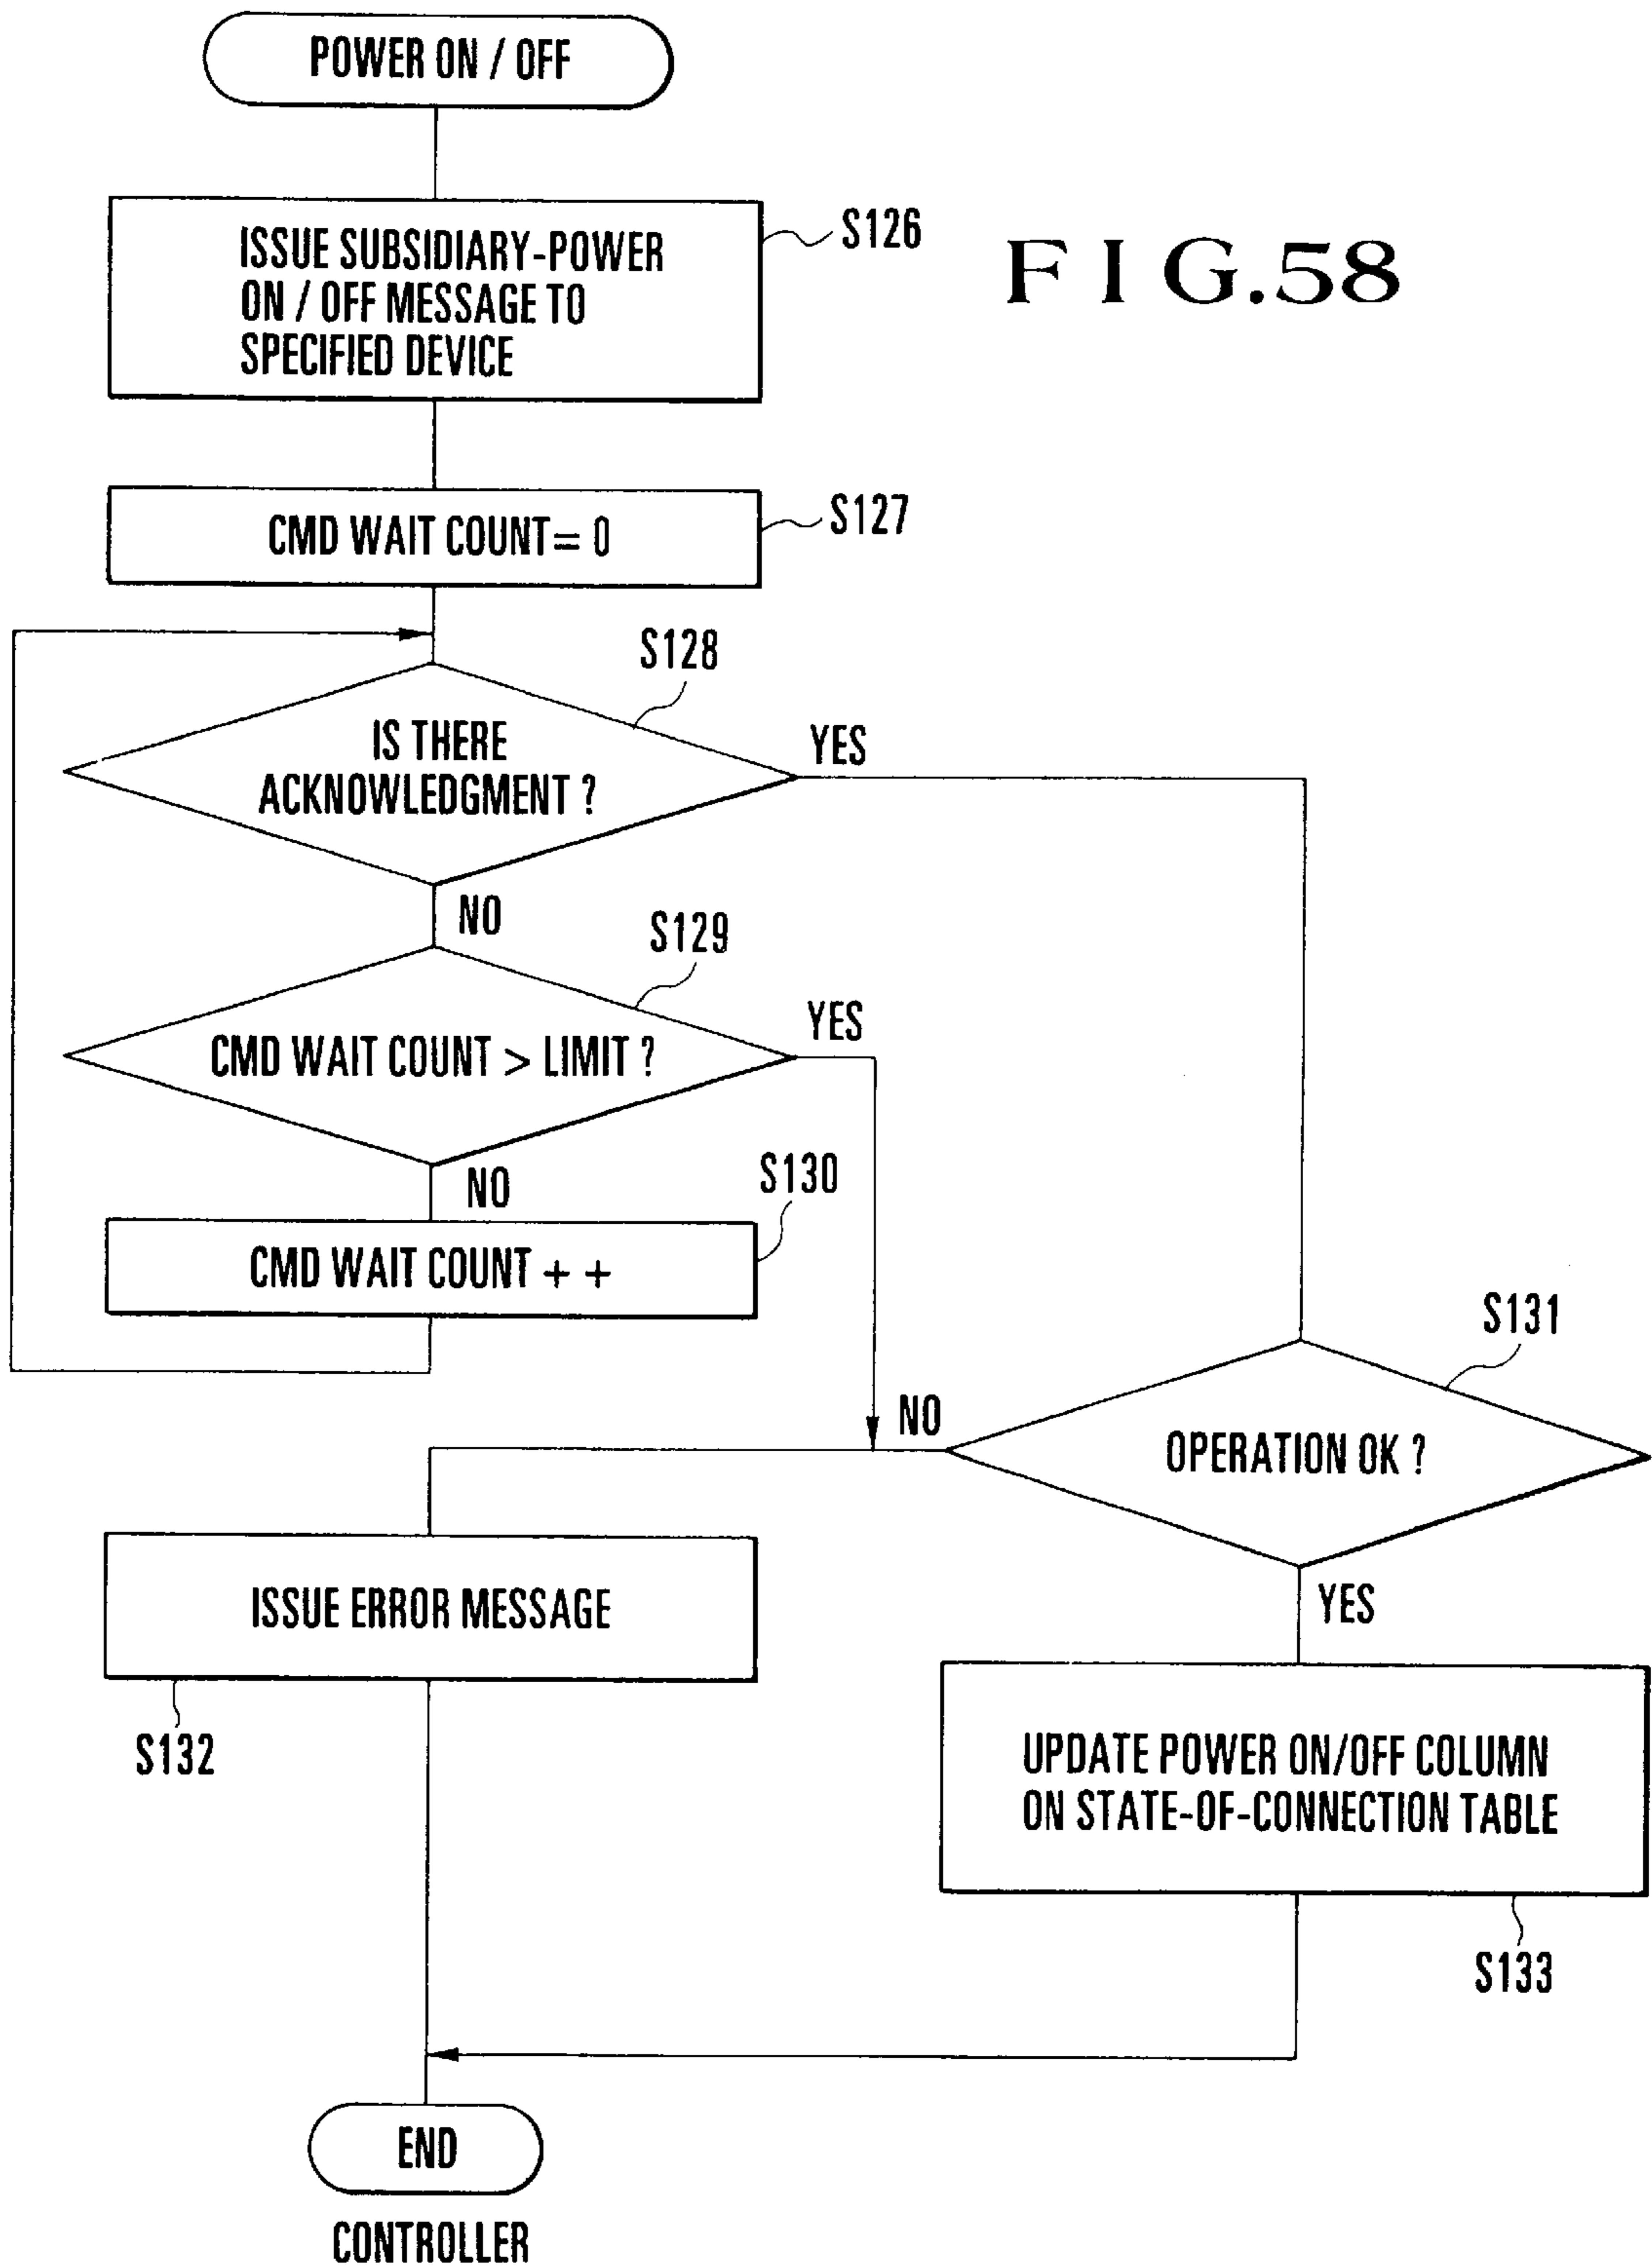 POWER ON / OFF
ISSUE SUBSIDIARY-POWER
ON / OFF MESSAGE TO
SPECIFIED DEVICE
S126
F I G.58
CMD WAIT COUNT= 0
S127
S128
IS THERE
ACKNOWLEDGMENT ?
YES
NO
S129
CMD WAIT COUNT > LIMIT ?
YES
NO
S130
CMD WAIT COUNT + +
S131
NO
OPERATION OK ?
YES
ISSUE ERROR MESSAGE
S132
UPDATE POWER ON/OFF COLUMN
ON STATE-OF-CONNECTION TABLE
S133
END
CONTROLLER